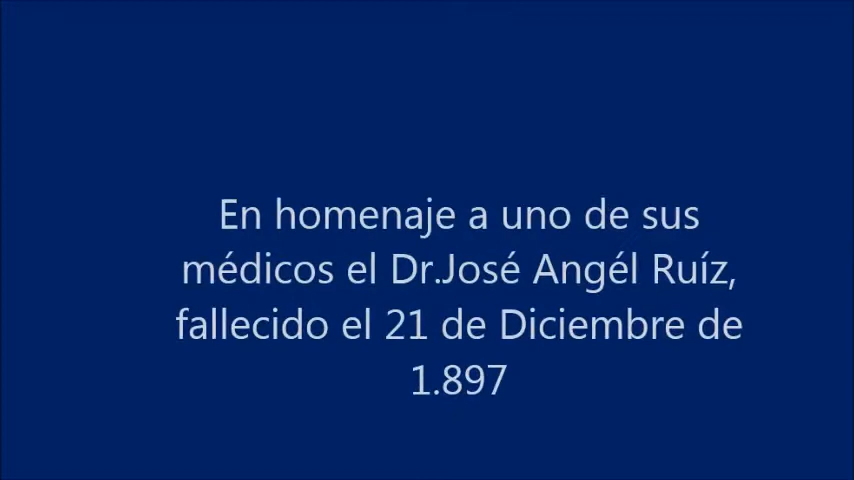 En homenaje a uno de sus
médicos el Dr.José Angél Ruíz,
fallecido el 21 de Diciembre de
1.897